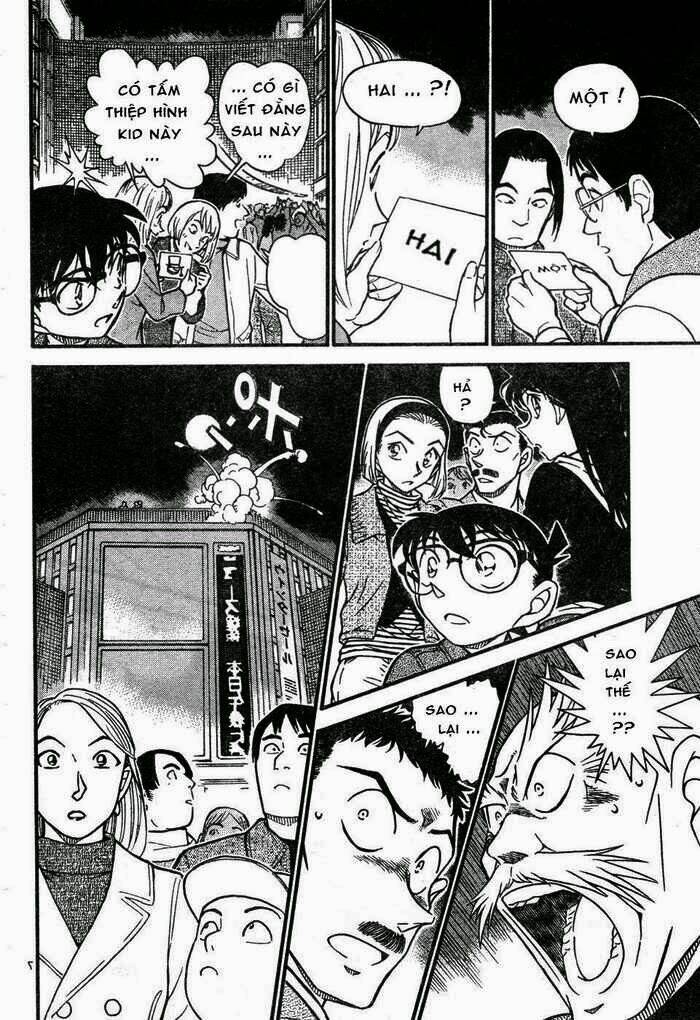 CÓ TẤM
THIỆP HÌNH
KID NÀY
...
... CÓ GÌ
VIẾT ĐẰNG
SAU NÀY
...
HAI ... ?!
HAI
MỘT !
MỘT
HẢ
?
SAO ...
LẠI ...
SAO
LẠI
THẾ
...
??
7